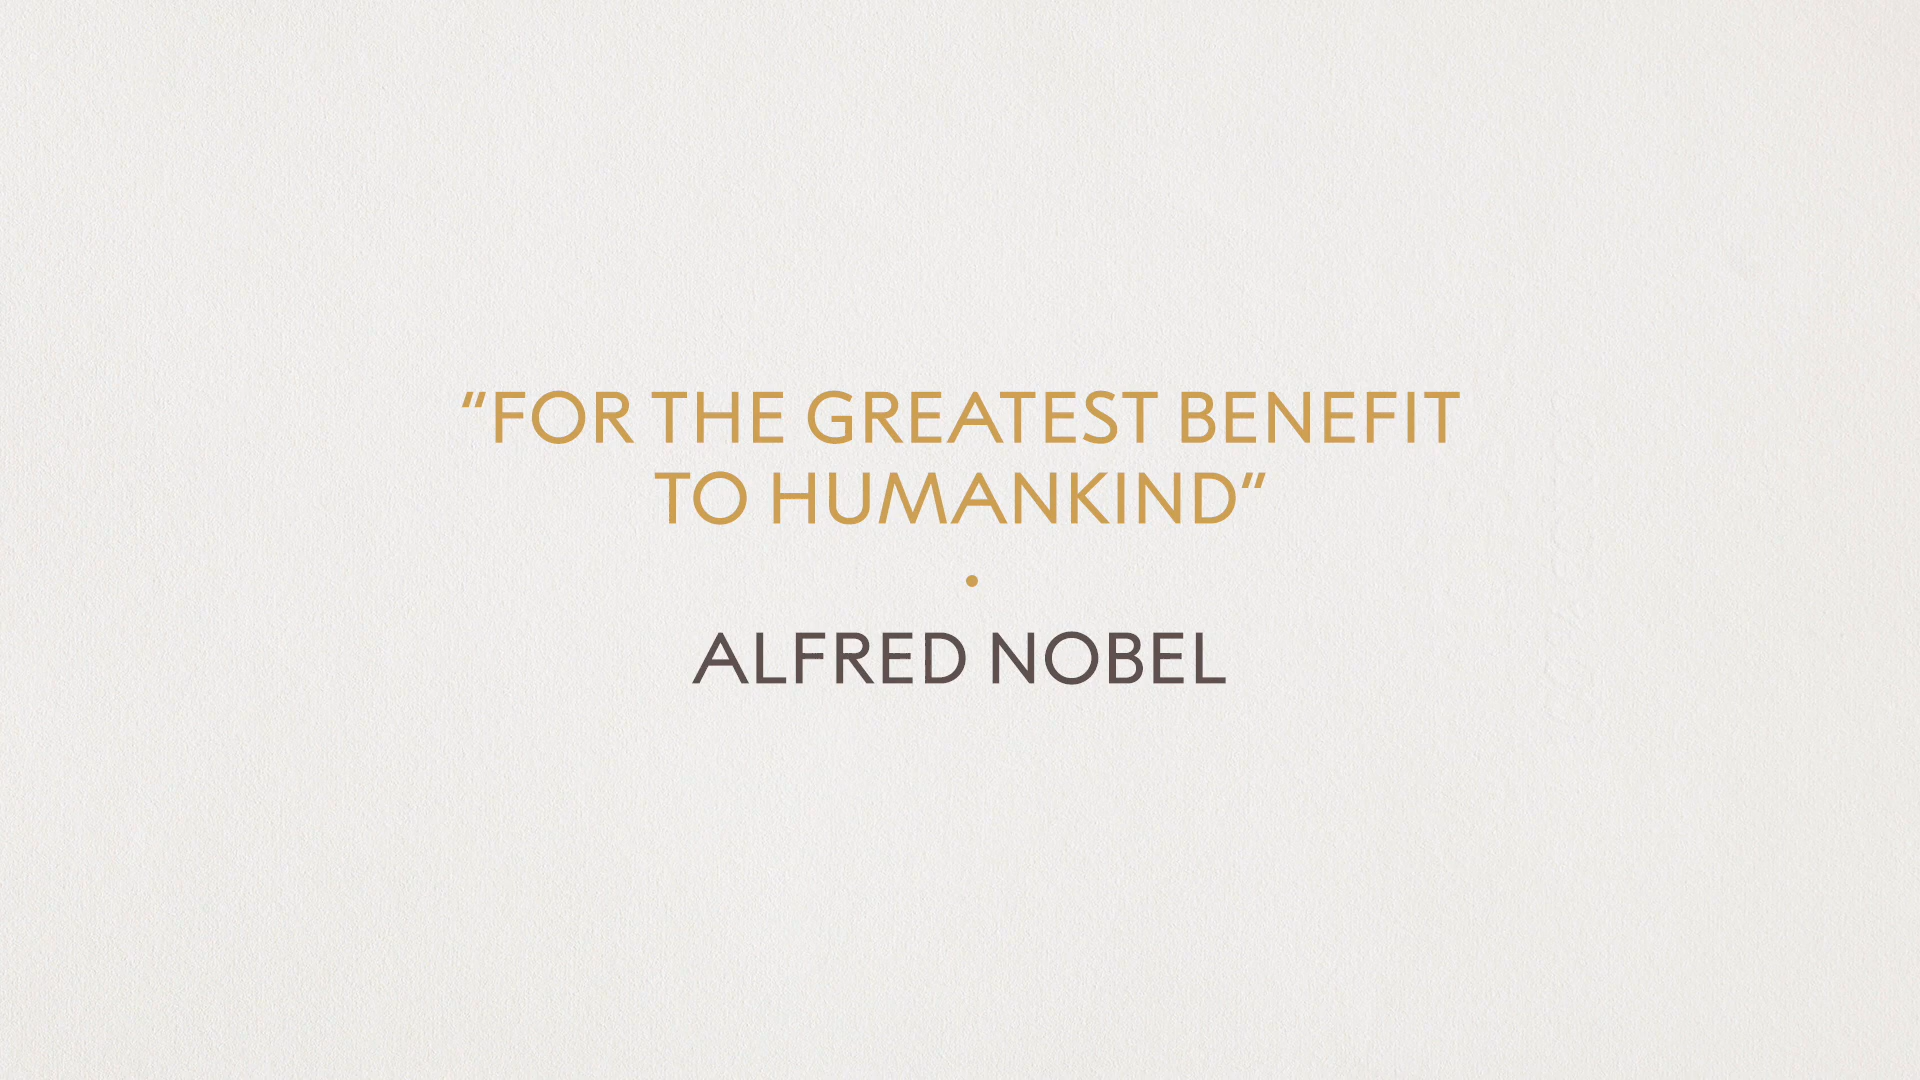 “FOR THE GREATEST BENEFIT
TO HUMANKIND”
•
ALFRED NOBEL